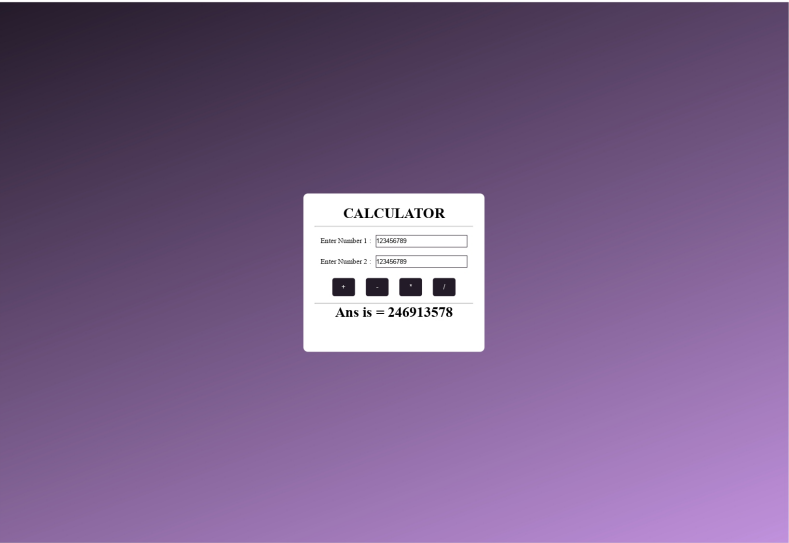 CALCULATOR
Enter Number 1 : 123456789
Enter Number 2 : 123456789
+ - * /
Ans is = 246913578